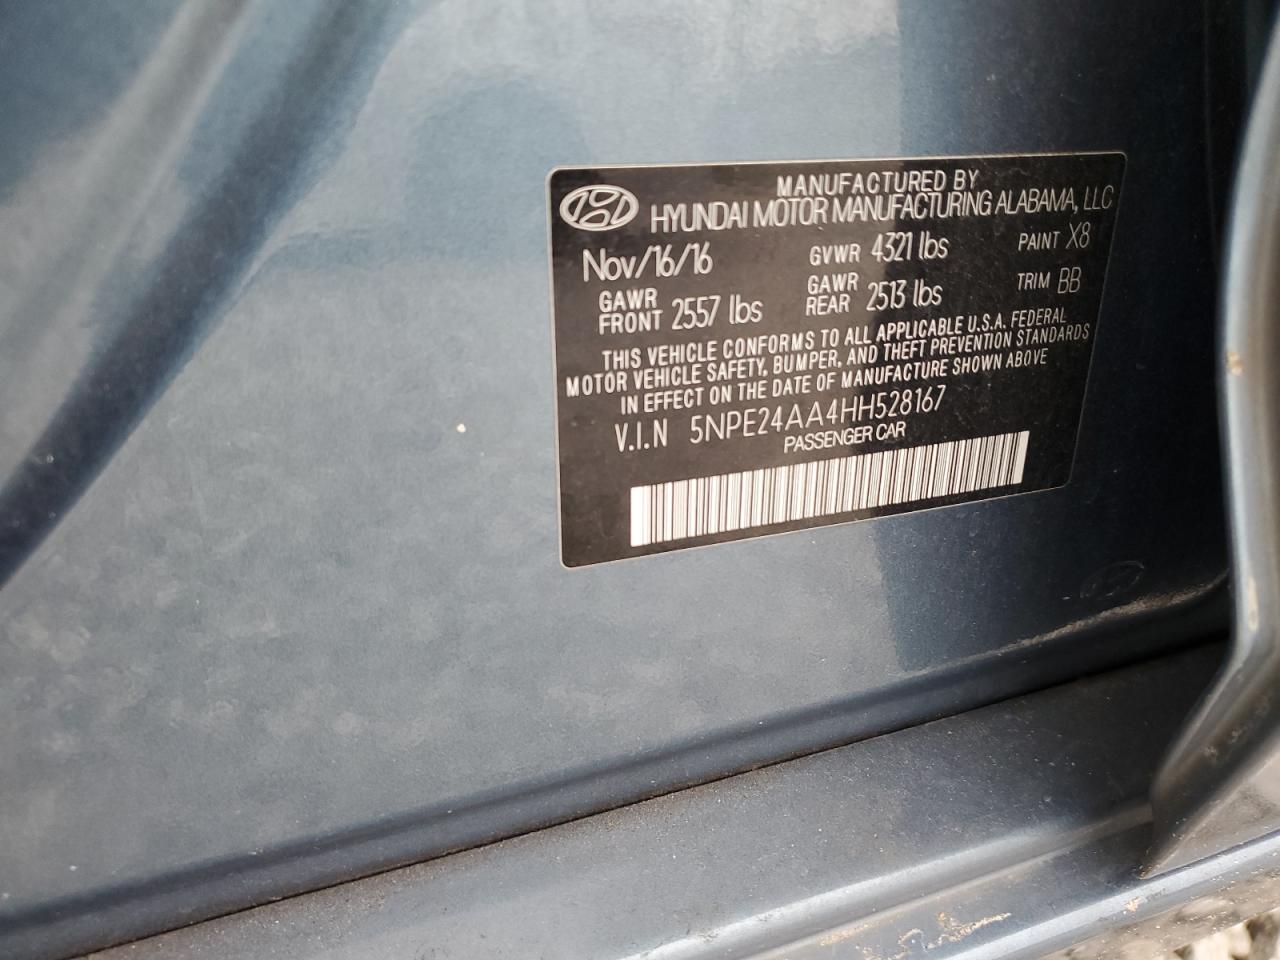 MANUFACTURED BY
HYUNDAI MOTOR MANUFACTURING ALABAMA, LLC
Nov/16/16 GVWR 4321 lbs PAINT X8
GAWR FRONT 2557 lbs GAWR REAR 2513 lbs TRIM BB
THIS VEHICLE CONFORMS TO ALL APPLICABLE U.S.A. FEDERAL
MOTOR VEHICLE SAFETY, BUMPER, AND THEFT PREVENTION STANDARDS
IN EFFECT ON THE DATE OF MANUFACTURE SHOWN ABOVE
V.I.N 5NPE24AA4HH528167
PASSENGER CAR